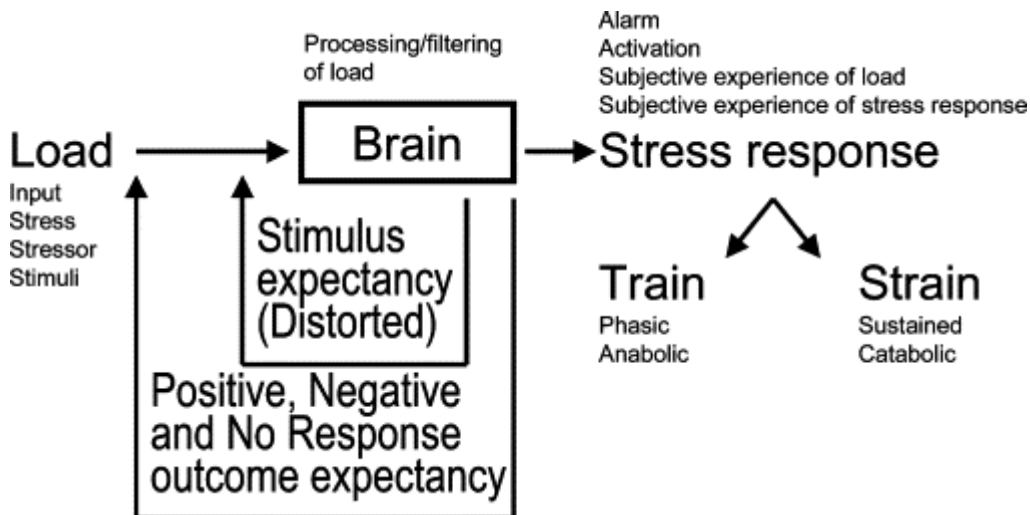 Alarm
Activation
Subjective experience of load
Subjective experience of stress response
Processing/filtering
of load
Load
Brain
Stress response
Input
Stress
Stressor
Stimuli
Stimulus
expectancy
(Distorted)
Train
Strain
Phasic
Anabolic
Sustained
Catabolic
Positive, Negative
and No Response
outcome expectancy